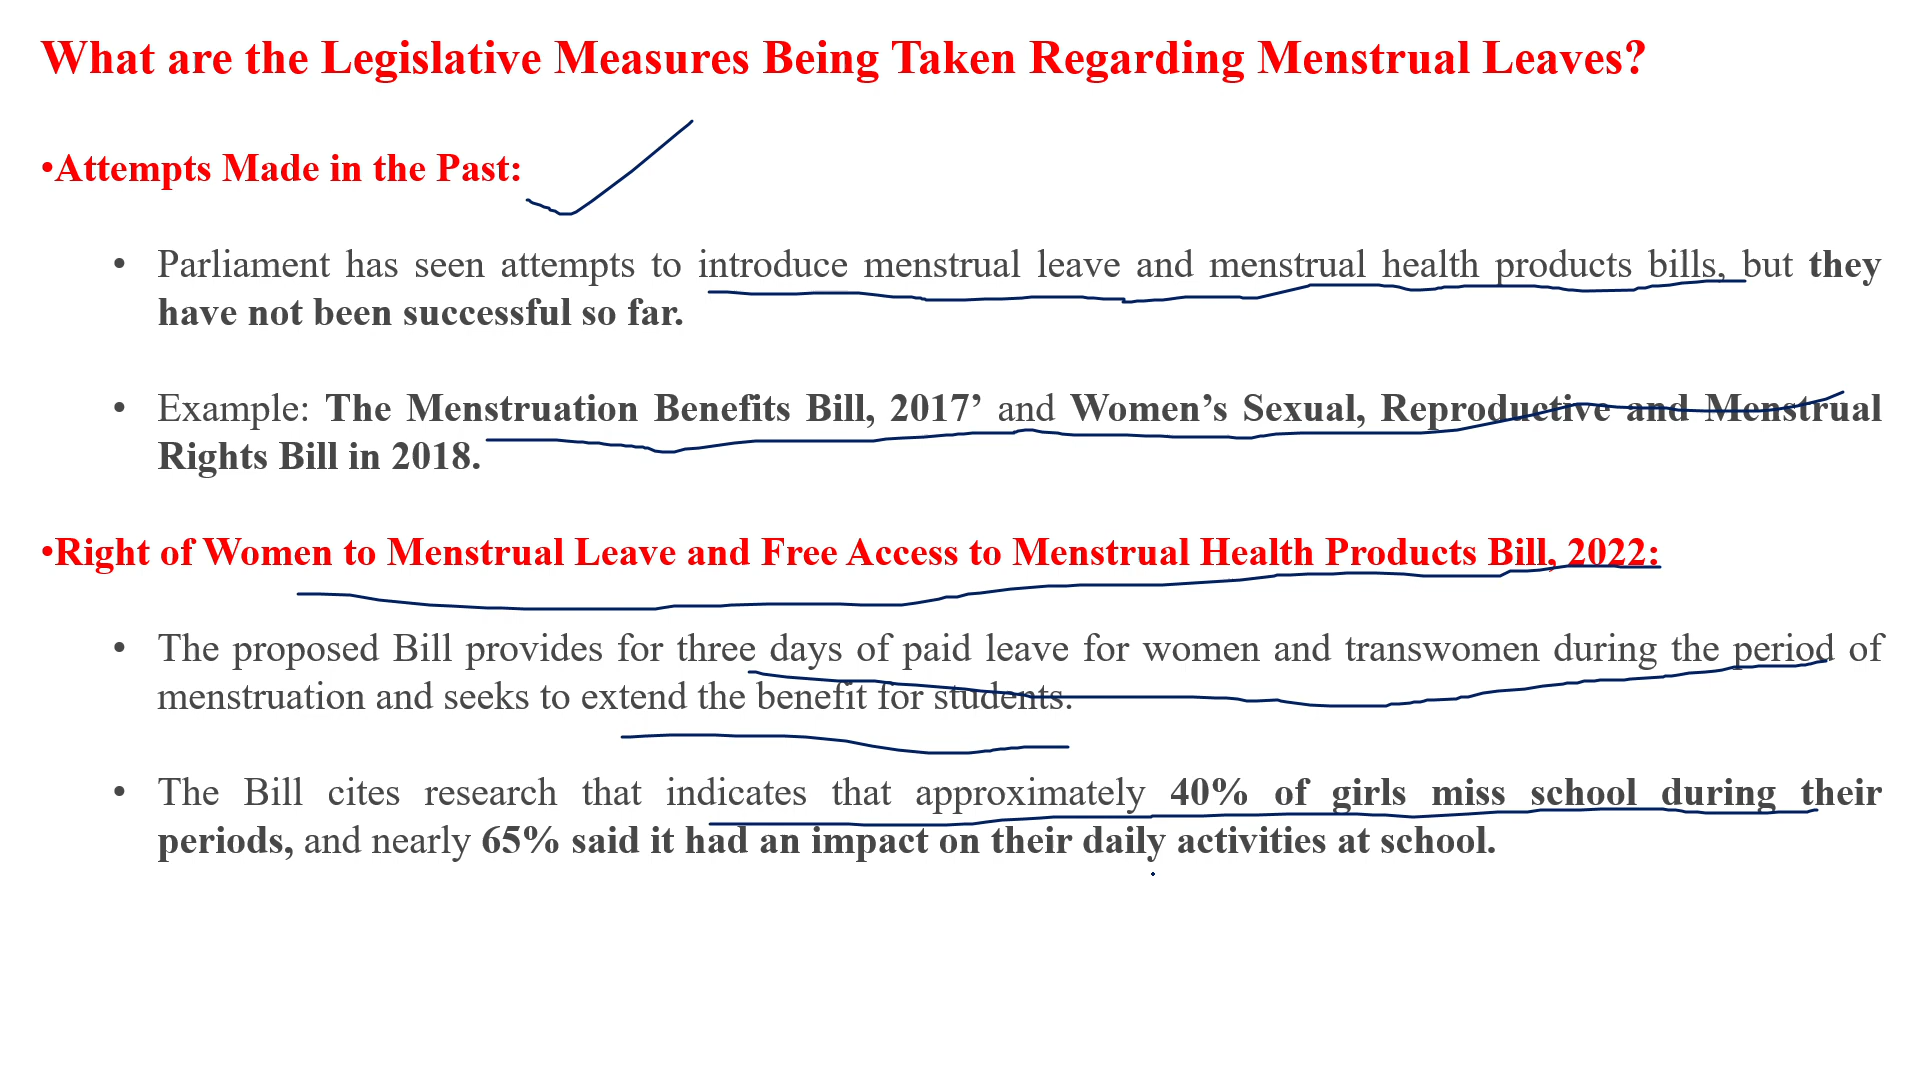 What are the Legislative Measures Being Taken Regarding Menstrual Leaves?
•Attempts Made in the Past:
• Parliament has seen attempts to introduce menstrual leave and menstrual health products bills, but they
have not been successful so far.
• Example: The Menstruation Benefits Bill, 2017’ and Women’s Sexual, Reproductive and Menstrual
Rights Bill in 2018.
•Right of Women to Menstrual Leave and Free Access to Menstrual Health Products Bill, 2022:
• The proposed Bill provides for three days of paid leave for women and transwomen during the period of
menstruation and seeks to extend the benefit for students.
• The Bill cites research that indicates that approximately 40% of girls miss school during their
periods, and nearly 65% said it had an impact on their daily activities at school.